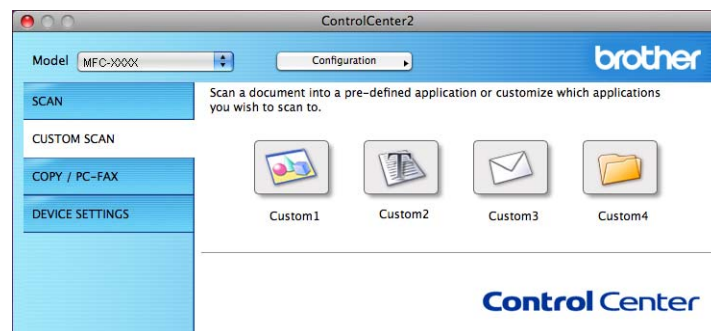 ControlCenter2
Model MFC-XXXX Configuration
brother
SCAN
CUSTOM SCAN
COPY / PC-FAX
DEVICE SETTINGS
Scan a document into a pre-defined application or customize which applications
you wish to scan to.
Custom1 Custom2 Custom3 Custom4
Control Center